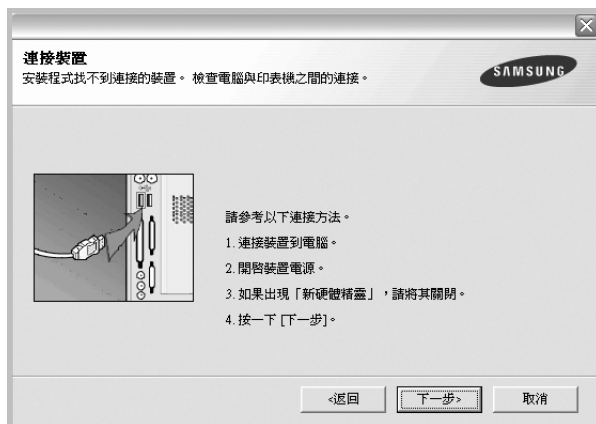 連接裝置
安裝程式找不到連接的裝置。檢查電腦與印表機之間的連接。
SAMSUNG
請參考以下連接方法。
1. 連接裝置到電腦。
2. 開啓裝置電源。
3. 如果出現「新硬體精靈」，請將其關閉。
4. 按一下 [下一步]。
<返回
下一步>
取消